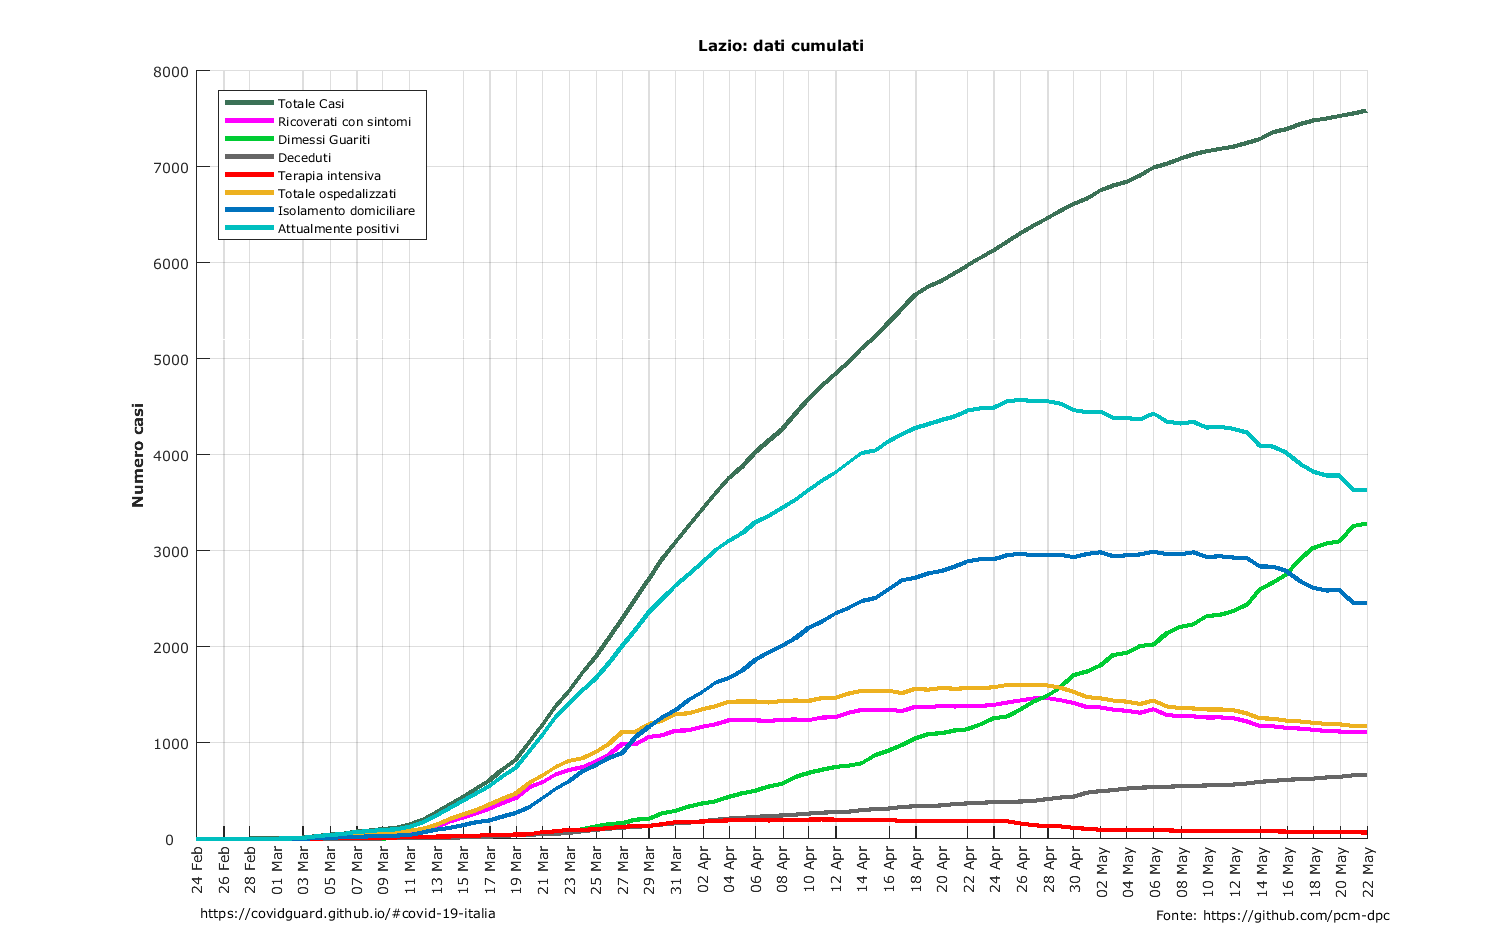 Lazio: dati cumulati
8000
7000
6000
5000
4000
3000
2000
1000
0
Numero casi
Totale Casi
Ricoverati con sintomi
Dimessi Guariti
Deceduti
Terapia intensiva
Totale ospedalizzati
Isolamento domiciliare
Attualmente positivi
24 Feb
26 Feb
28 Feb
01 Mar
03 Mar
05 Mar
07 Mar
09 Mar
11 Mar
13 Mar
15 Mar
17 Mar
19 Mar
21 Mar
23 Mar
25 Mar
27 Mar
29 Mar
31 Mar
02 Apr
04 Apr
06 Apr
08 Apr
10 Apr
12 Apr
14 Apr
16 Apr
18 Apr
20 Apr
22 Apr
24 Apr
26 Apr
28 Apr
30 Apr
02 May
04 May
06 May
08 May
10 May
12 May
14 May
16 May
18 May
20 May
22 May
https://covidguard.github.io/#covid-19-italia
Fonte: https://github.com/pcm-dpc